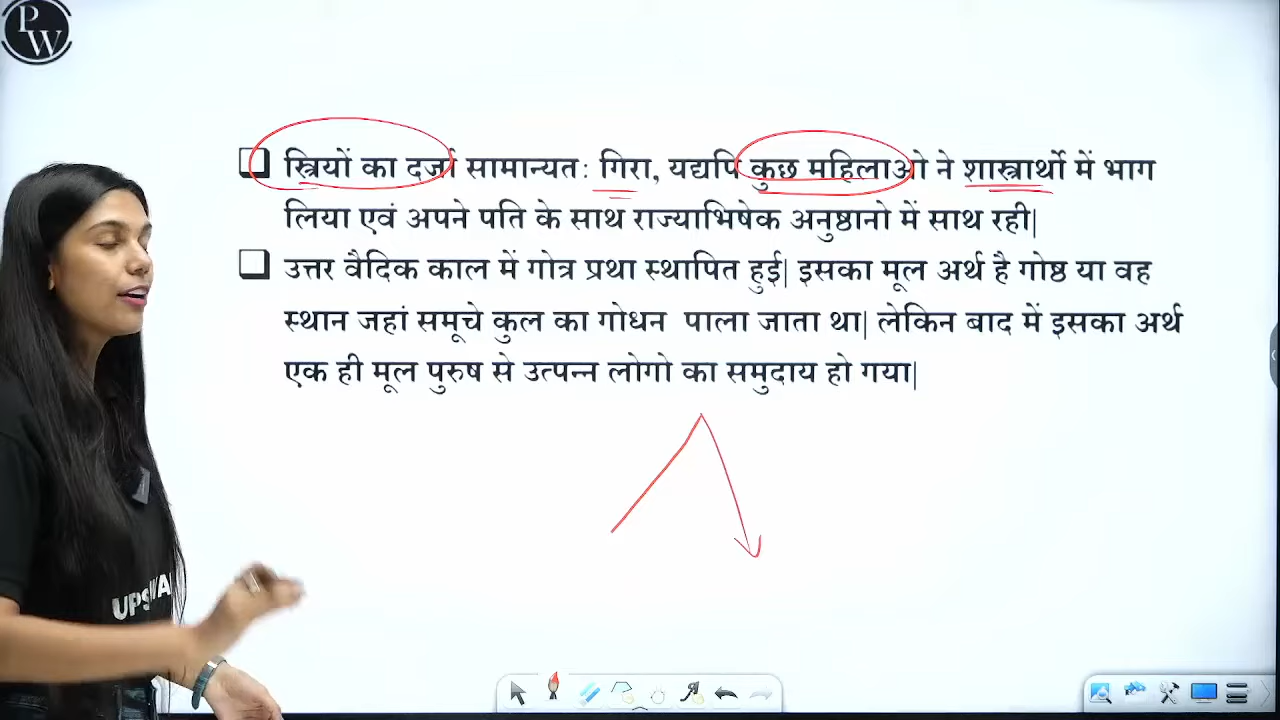 PW
स्त्रियों का दर्जा सामान्यत: गिरा, यद्यपि कुछ महिलाओ ने शास्त्रार्थो में भाग
लिया एवं अपने पति के साथ राज्याभिषेक अनुष्ठानो में साथ रही|
उत्तर वैदिक काल में गोत्र प्रथा स्थापित हुई| इसका मूल अर्थ है गोष्ठ या वह
स्थान जहां समूचे कुल का गोधन पाला जाता था| लेकिन बाद में इसका अर्थ
एक ही मूल पुरुष से उत्पन्न लोगो का समुदाय हो गया|